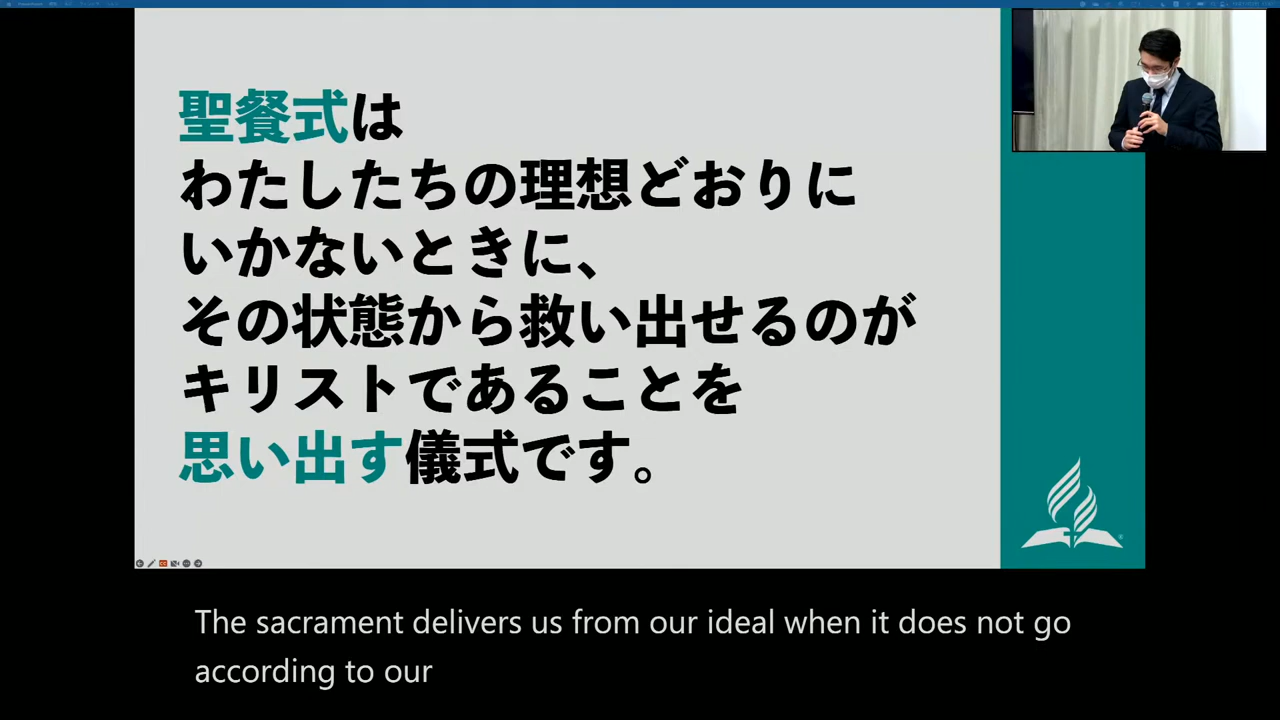 聖餐式は
わたしたちの理想どおりに
いかないときに、
その状態から救い出せるのが
キリストであることを
思い出す儀式です。
The sacrament delivers us from our ideal when it does not go
according to our